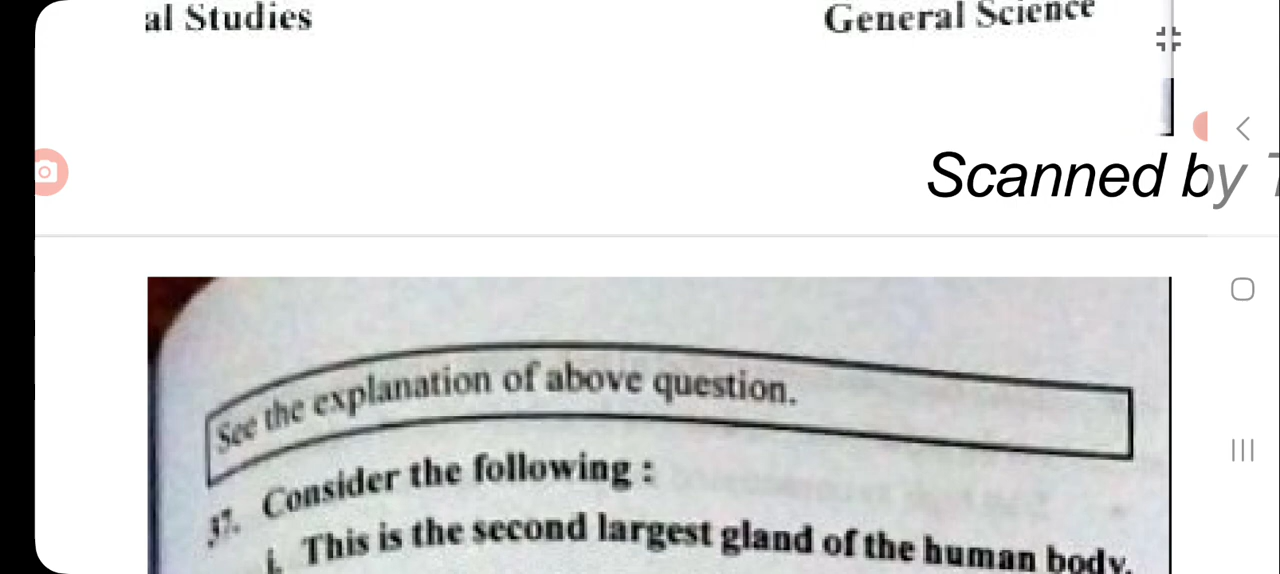 al Studies General Science
Scanned by
See the explanation of above question.
37. Consider the following :
i. This is the second largest gland of the human body.